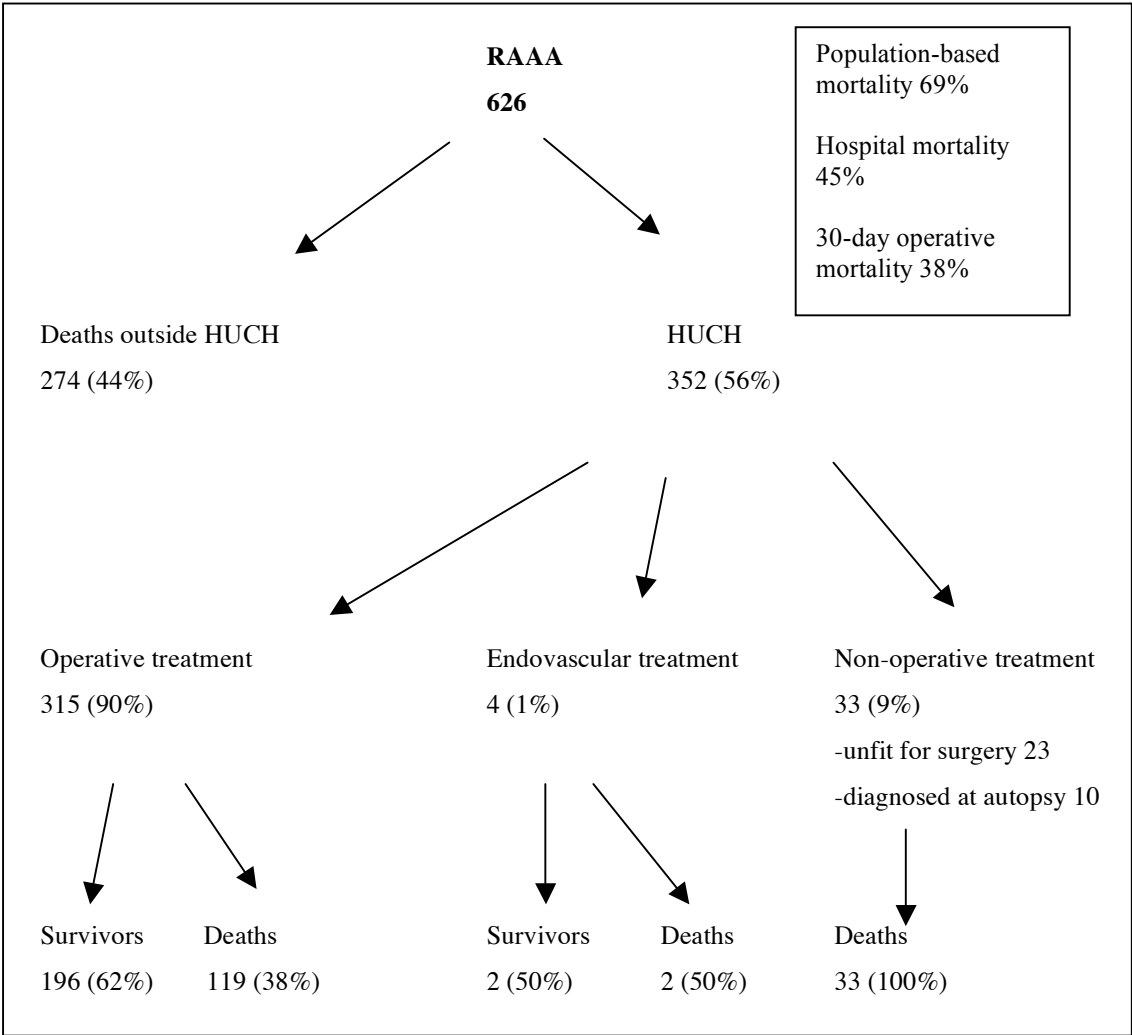 RAAA
626
Population-based
mortality 69%
Hospital mortality
45%
30-day operative
mortality 38%
Deaths outside HUCH
274 (44%)
HUCH
352 (56%)
Operative treatment
315 (90%)
Endovascular treatment
4 (1%)
Non-operative treatment
33 (9%)
-unfit for surgery 23
-diagnosed at autopsy 10
Survivors
196 (62%)
Deaths
119 (38%)
Survivors
2 (50%)
Deaths
2 (50%)
Deaths
33 (100%)